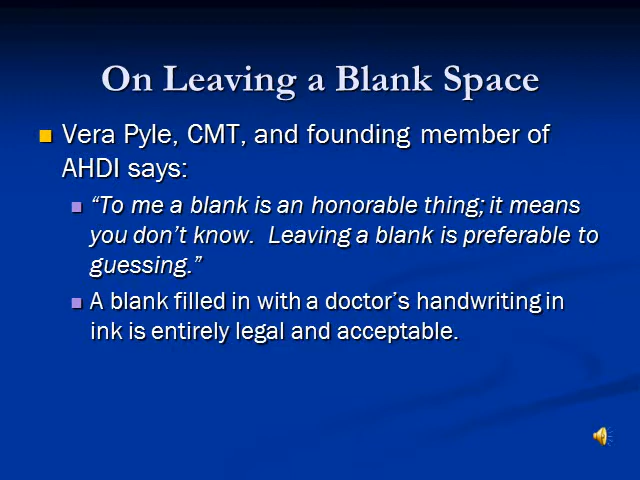 On Leaving a Blank Space
Vera Pyle, CMT, and founding member of
AHDI says:
“To me a blank is an honorable thing; it means
you don’t know.  Leaving a blank is preferable to
guessing.”
A blank filled in with a doctor’s handwriting in
ink is entirely legal and acceptable.